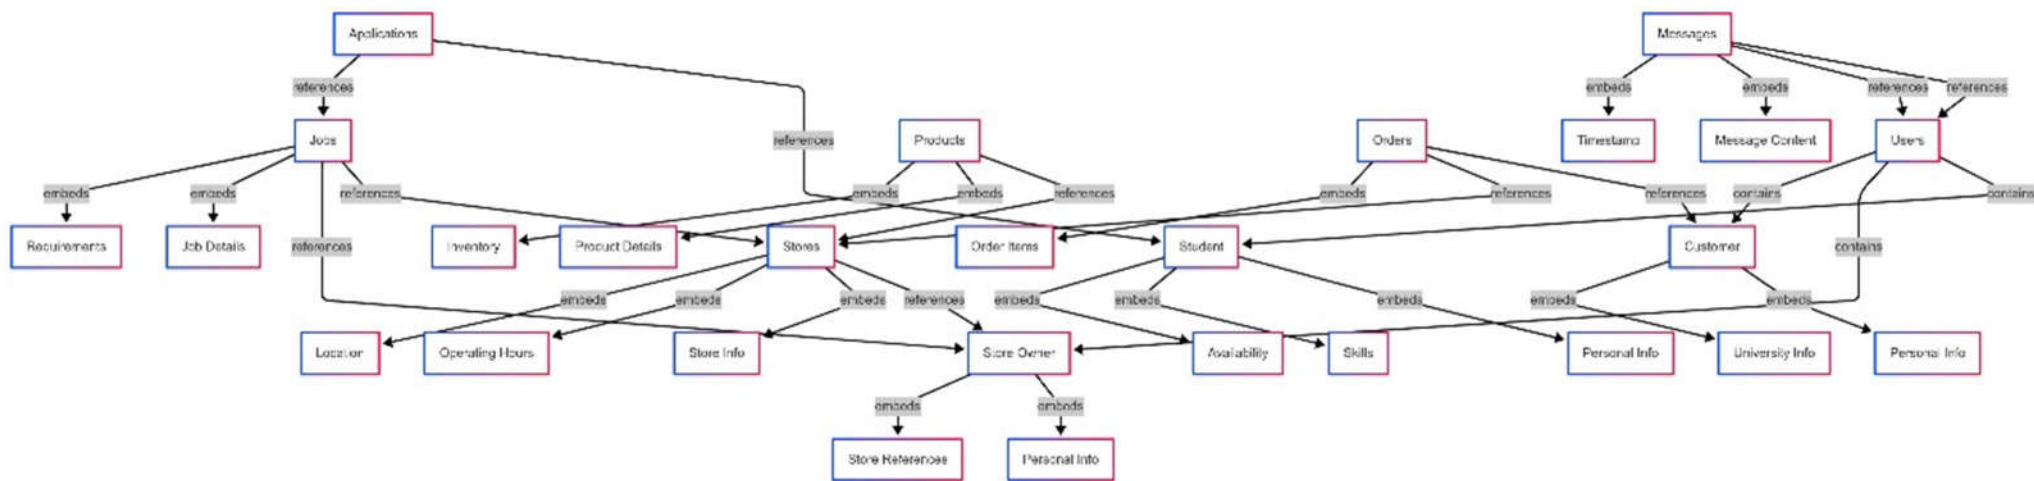 Applications
Messages
references
embeds
embeds
references
references
Jobs
references
Products
Orders
Timestamp
Message Content
Users
embeds
embeds
references
embeds
embeds
references
embeds
references
references
contains
contains
Requirements
Job Details
references
Inventory
Product Details
Stores
Order Items
Student
Customer
contains
embeds
embeds
embeds
references
embeds
embeds
embeds
embeds
embeds
Location
Operating Hours
Store Info
Store Owner
Availability
Skills
Personal Info
University Info
Personal Info
embeds
embeds
Store References
Personal Info